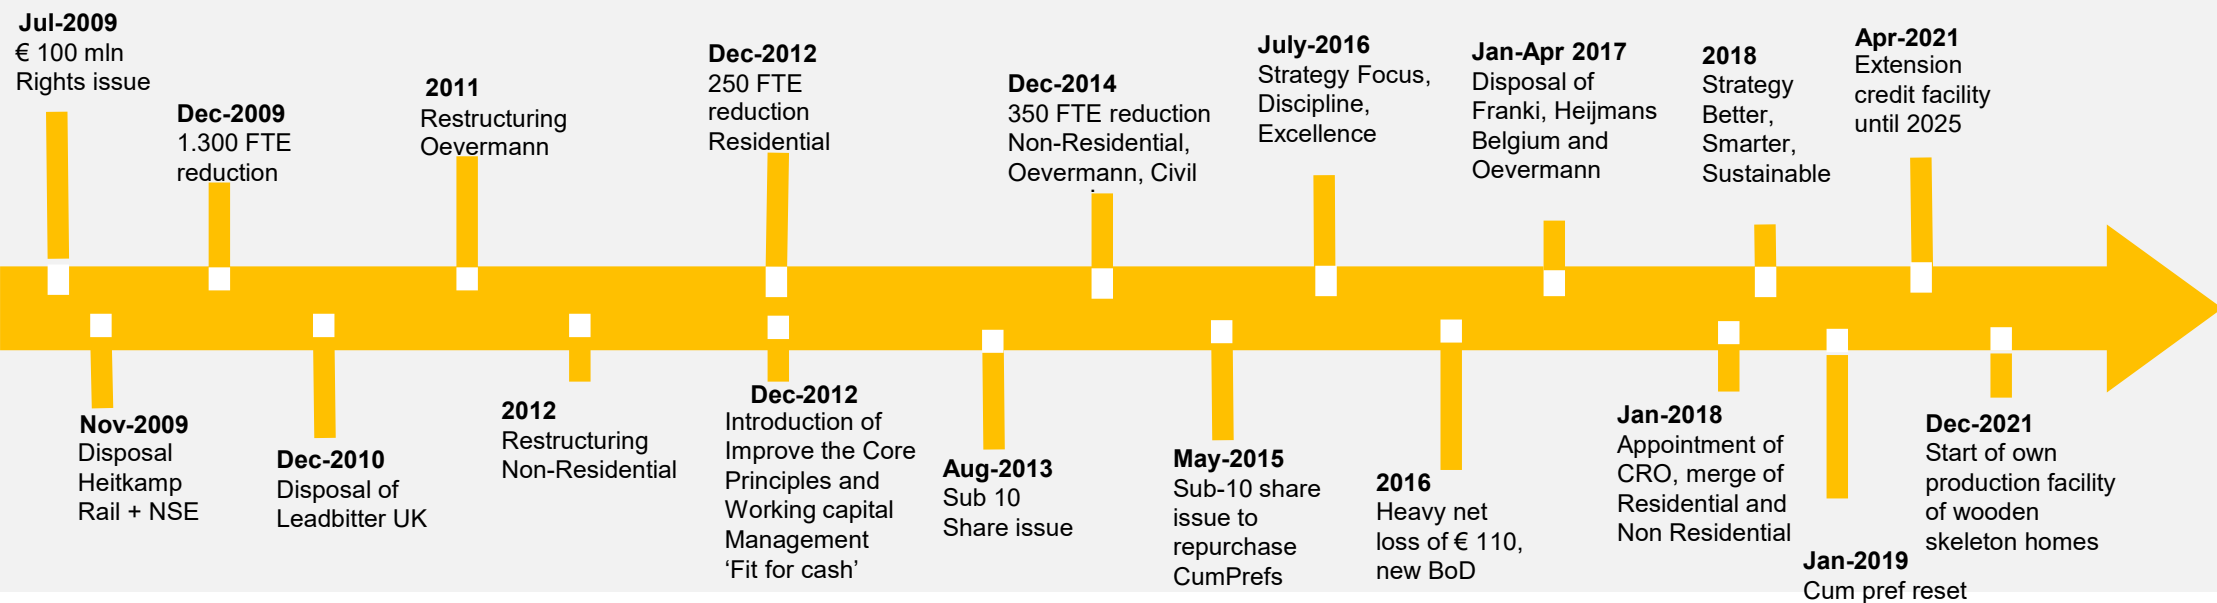 Jul-2009
€ 100 mln
Rights issue
Dec-2009
1.300 FTE
reduction
2011
Restructuring
Oevermann
Dec-2012
250 FTE
reduction
Residential
Dec-2014
350 FTE reduction
Non-Residential,
Oevermann, Civil
July-2016
Strategy Focus,
Discipline,
Excellence
Jan-Apr 2017
Disposal of
Franki, Heijmans
Belgium and
Oevermann
2018
Strategy
Better,
Smarter,
Sustainable
Apr-2021
Extension
credit facility
until 2025
Nov-2009
Disposal
Heitkamp
Rail + NSE
Dec-2010
Disposal of
Leadbitter UK
2012
Restructuring
Non-Residential
Dec-2012
Introduction of
Improve the Core
Principles and
Working capital
Management
‘Fit for cash’
Aug-2013
Sub 10
Share issue
May-2015
Sub-10 share
issue to
repurchase
CumPrefs
2016
Heavy net
loss of € 110,
new BoD
Jan-2018
Appointment of
CRO, merge of
Residential and
Non Residential
Jan-2019
Cum pref reset
Dec-2021
Start of own
production facility
of wooden
skeleton homes